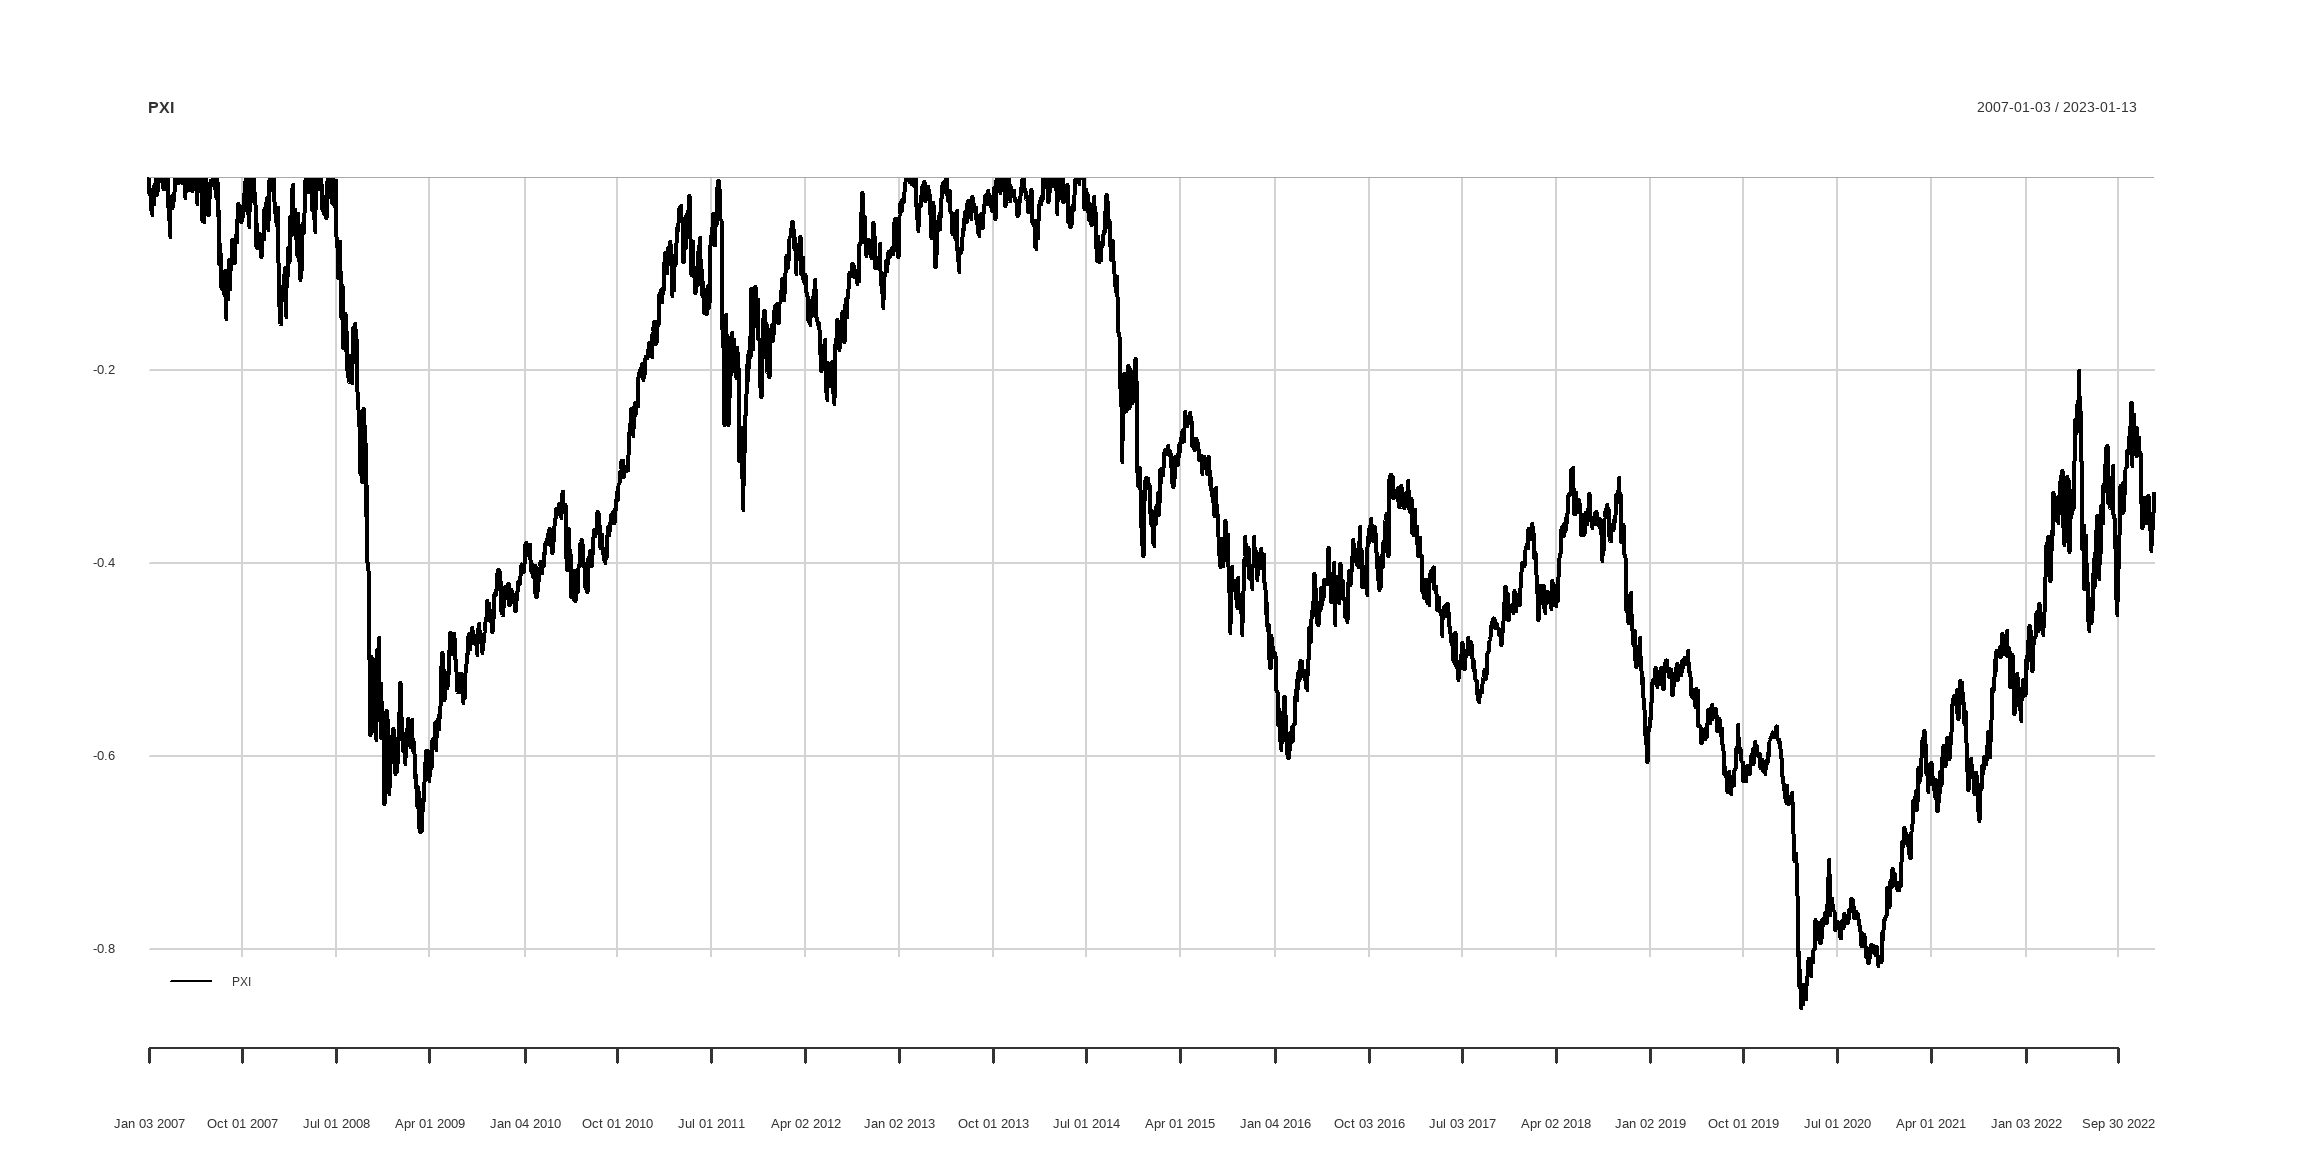 PXI
2007-01-03 / 2023-01-13
-0.2
-0.4
-0.6
-0.8
PXI
Jan 03 2007 Oct 01 2007 Jul 01 2008 Apr 01 2009 Jan 04 2010 Oct 01 2010 Jul 01 2011 Apr 02 2012 Jan 02 2013 Oct 01 2013 Jul 01 2014 Apr 01 2015 Jan 04 2016 Oct 03 2016 Jul 03 2017 Apr 02 2018 Jan 02 2019 Oct 01 2019 Jul 01 2020 Apr 01 2021 Jan 03 2022 Sep 30 2022